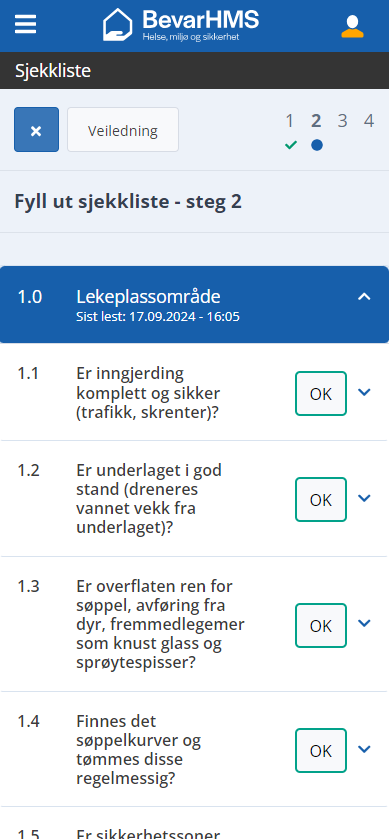 BevarHMS
Helse, miljø og sikkerhet
Sjekkliste
Veiledning
1 2 3 4
Fyll ut sjekkliste - steg 2
1.0 Lekeplassområde
Sist lest: 17.09.2024 - 16:05
1.1 Er inngjerding
komplett og sikker
(trafikk, skrenter)?
OK
1.2 Er underlaget i god
stand (dreneres
vannet vekk fra
underlaget)?
OK
1.3 Er overflaten ren for
søppel, avføring fra
dyr, fremmedlegemer
som knust glass og
sprøytespisser?
OK
1.4 Finnes det
søppelkurver og
tømmes disse
regelmessig?
OK
1.5 Er sikkerhetssoner